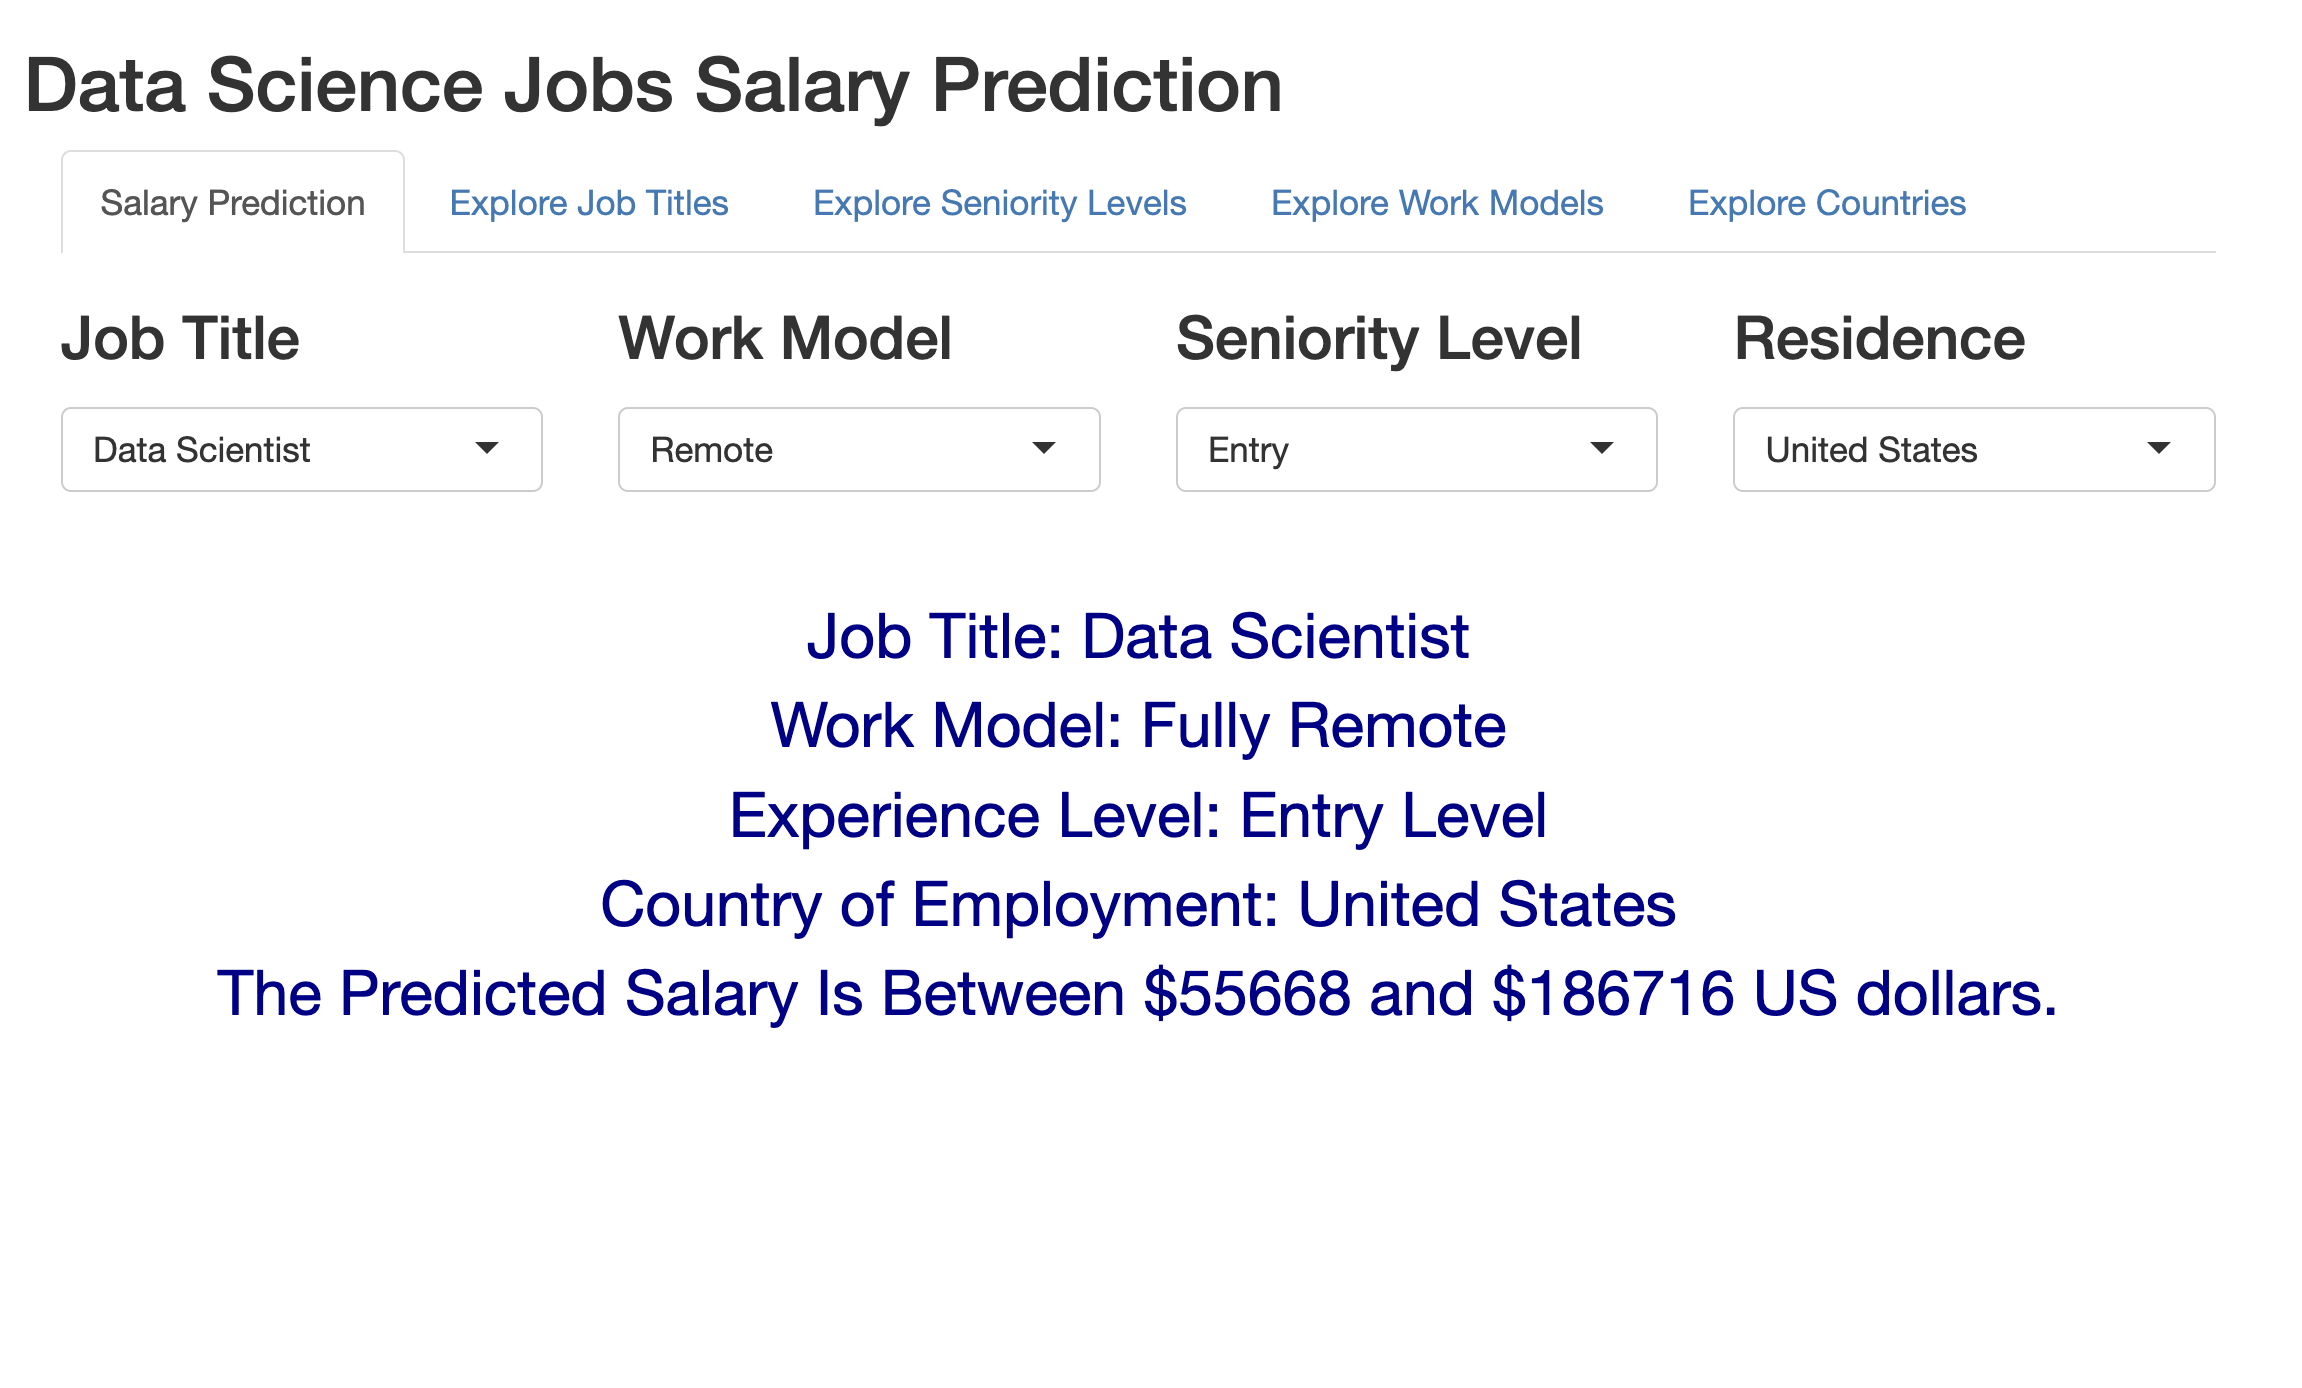 Data Science Jobs Salary Prediction
Salary Prediction Explore Job Titles Explore Seniority Levels Explore Work Models Explore Countries
Job Title Work Model Seniority Level Residence
Data Scientist Remote Entry United States
Job Title: Data Scientist
Work Model: Fully Remote
Experience Level: Entry Level
Country of Employment: United States
The Predicted Salary Is Between $55668 and $186716 US dollars.